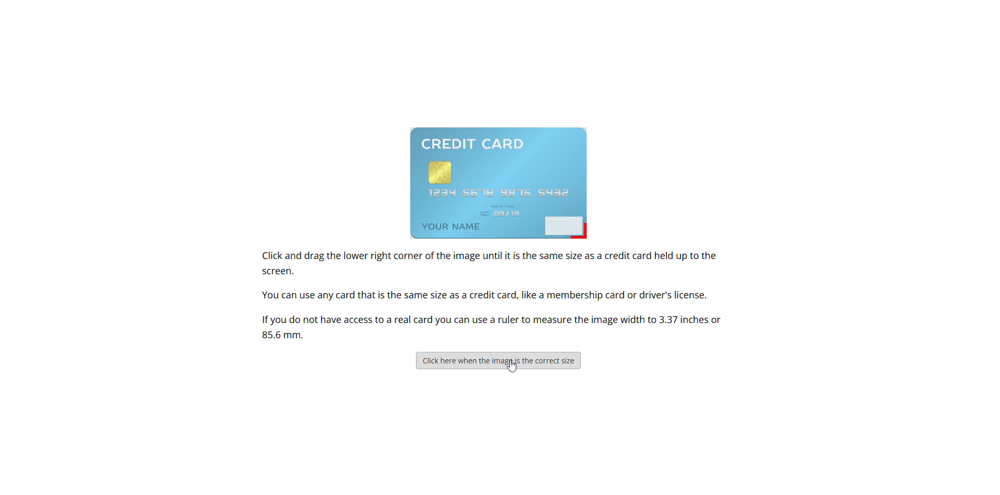 CREDIT CARD
1234 5678 9876 5432
MONTH / YEAR
VALID THRU 09/19
YOUR NAME
Click and drag the lower right corner of the image until it is the same size as a credit card held up to the
screen.
You can use any card that is the same size as a credit card, like a membership card or driver's license.
If you do not have access to a real card you can use a ruler to measure the image width to 3.37 inches or
85.6 mm.
Click here when the image is the correct size